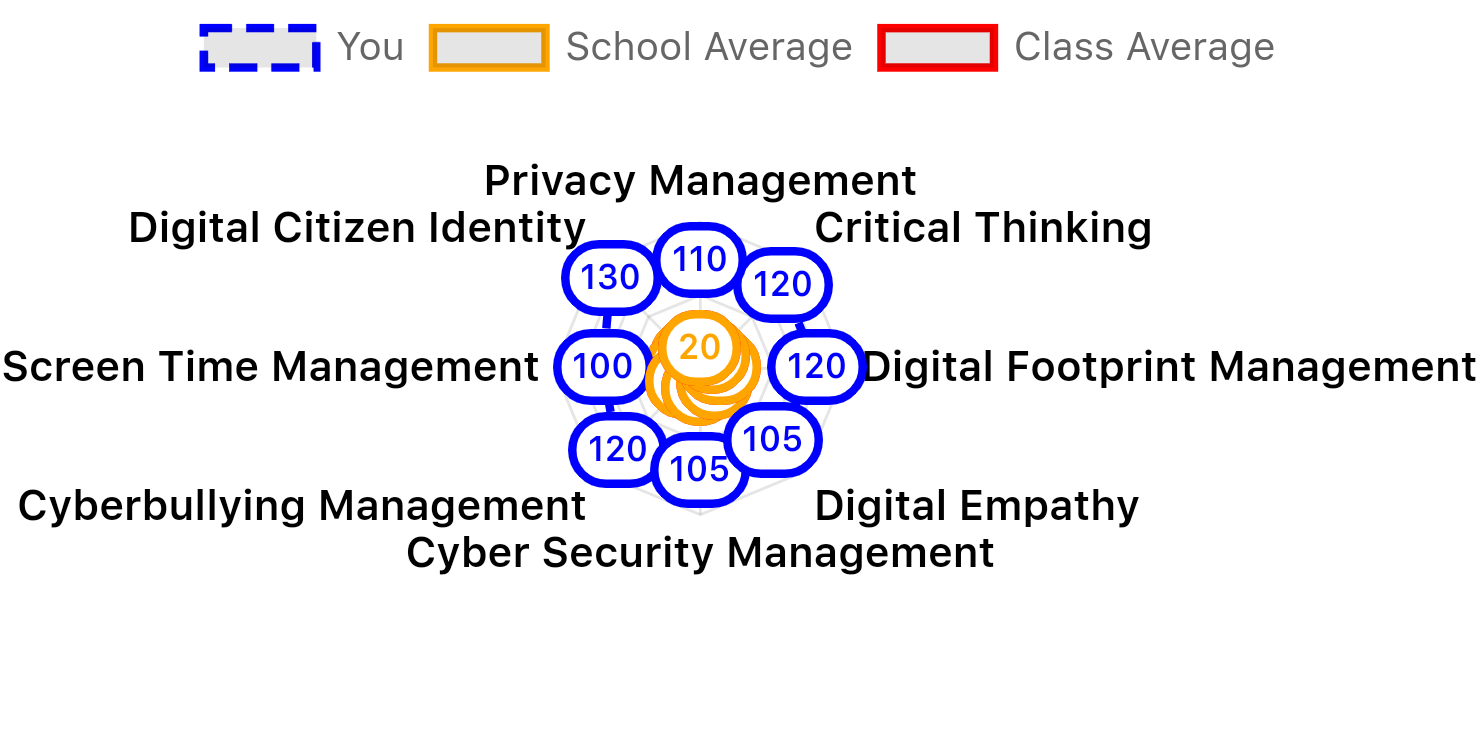 You School Average Class Average
Privacy Management
Digital Citizen Identity Critical Thinking
110
130 120
20
Screen Time Management 100 120 Digital Footprint Management
105
120
105
Cyberbullying Management Digital Empathy
Cyber Security Management